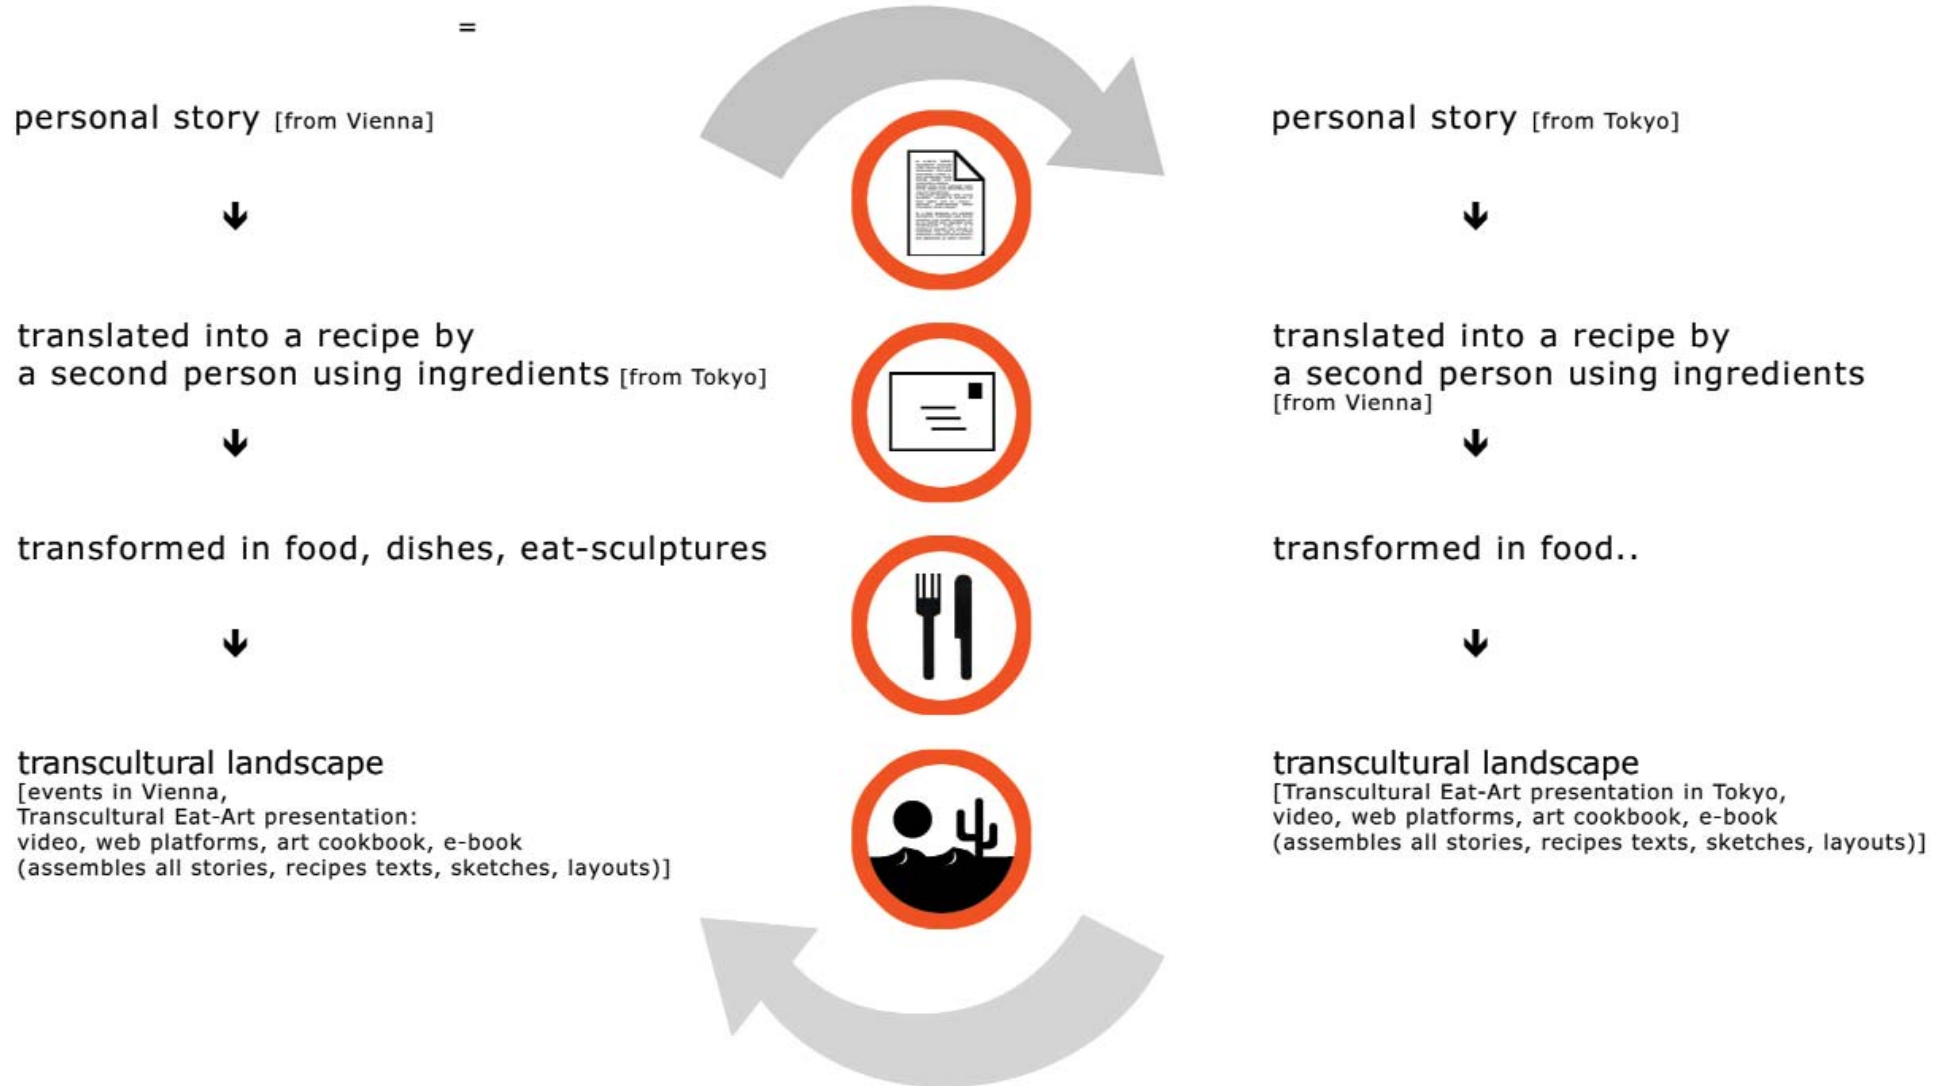 =
personal story [from Vienna]
translated into a recipe by
a second person using ingredients [from Tokyo]
transformed in food, dishes, eat-sculptures
transcultural landscape
[events in Vienna,
Transcultural Eat-Art presentation:
video, web platforms, art cookbook, e-book
(assembles all stories, recipes texts, sketches, layouts)]
personal story [from Tokyo]
translated into a recipe by
a second person using ingredients
[from Vienna]
transformed in food..
transcultural landscape
[Transcultural Eat-Art presentation in Tokyo,
video, web platforms, art cookbook, e-book
(assembles all stories, recipes texts, sketches, layouts)]